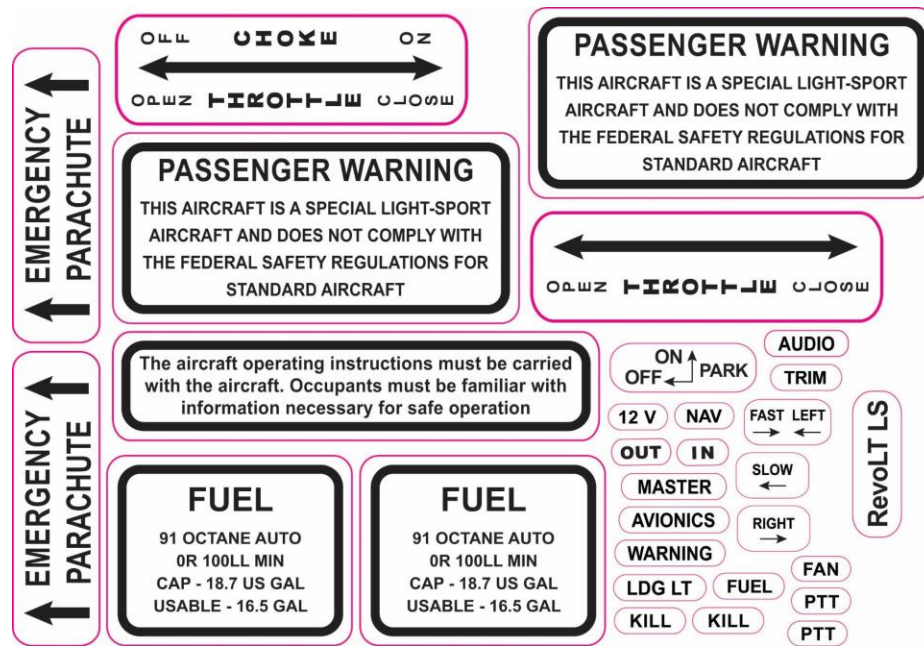 EMERGENCY
PARACHUTE
OFF CHOKE ON
OPEN THROTTLE CLOSE
PASSENGER WARNING
THIS AIRCRAFT IS A SPECIAL LIGHT-SPORT
AIRCRAFT AND DOES NOT COMPLY WITH
THE FEDERAL SAFETY REGULATIONS FOR
STANDARD AIRCRAFT
PASSENGER WARNING
THIS AIRCRAFT IS A SPECIAL LIGHT-SPORT
AIRCRAFT AND DOES NOT COMPLY WITH
THE FEDERAL SAFETY REGULATIONS FOR
STANDARD AIRCRAFT
OPEN THROTTLE CLOSE
EMERGENCY
PARACHUTE
The aircraft operating instructions must be carried
with the aircraft. Occupants must be familiar with
information necessary for safe operation
FUEL
91 OCTANE AUTO
0R 100LL MIN
CAP - 18.7 US GAL
USABLE - 16.5 GAL
FUEL
91 OCTANE AUTO
0R 100LL MIN
CAP - 18.7 US GAL
USABLE - 16.5 GAL
ON
OFF PARK
AUDIO
TRIM
12 V
NAV
FAST LEFT
OUT
IN
SLOW
MASTER
AVIONICS
RIGHT
WARNING
LDG LT
FUEL
FAN
KILL
KILL
PTT
PTT
RevoLT LS